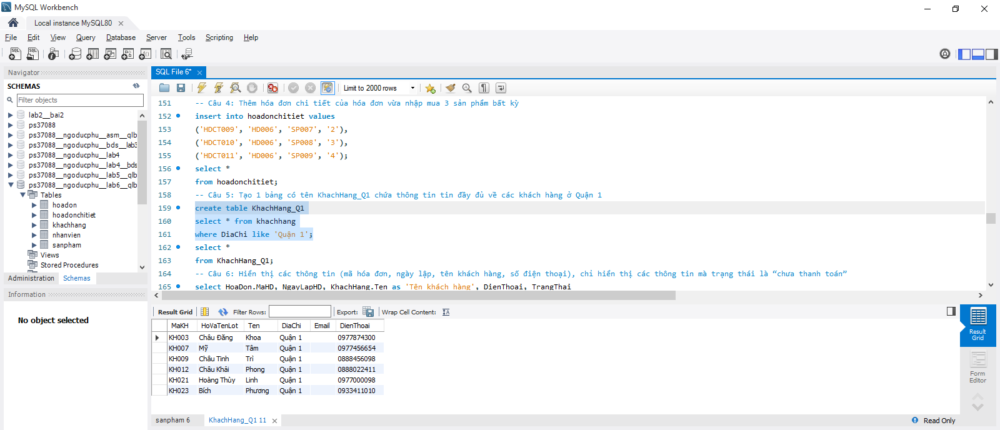 MySQL Workbench
Local instance MySQL80
File Edit View Query Database Server Tools Scripting Help
Navigator
SCHEMAS
Filter objects
lab2__bai2
ps37088
ps37088__ngoducphu__asm__qlb
ps37088__ngoducphu__bds__lab3
ps37088__ngoducphu__lab4
ps37088__ngoducphu__lab4__bds
ps37088__ngoducphu__lab5__qlb
ps37088__ngoducphu__lab6__qlb
Tables
hoadon
hoadonchitiet
khachhang
nhanvien
sanpham
Views
Stored Procedures
Administration Schemas
Information
No object selected
SQL File 6*
Limit to 2000 rows
151 -- Câu 4: Thêm hóa đơn chi tiết của hóa đơn vừa nhập mua 3 sản phẩm bất kỳ
152 insert into hoadonchitiet values
153 ('HDCT009', 'HD006', 'SP007', '2'),
154 ('HDCT010', 'HD006', 'SP008', '3'),
155 ('HDCT011', 'HD006', 'SP009', '4');
156 select *
157 from hoadonchitiet;
158 -- Câu 5: Tạo 1 bảng có tên KhachHang_Q1 chứa thông tin tin đầy đủ về các khách hàng ở Quận 1
159 create table KhachHang_Q1
160 select * from khachhang
161 where DiaChi like 'Quận 1';
162 select *
163 from KhachHang_Q1;
164 -- Câu 6: Hiển thị các thông tin (mã hóa đơn, ngày lập, tên khách hàng, số điện thoại), chỉ hiển thị các thông tin mà trạng thái là “chưa thanh toán”
165 select HoaDon.MaHD, NgayLapHD, KhachHang.Ten as 'Tên khách hàng', DienThoai, TrangThai
Result Grid Filter Rows: Export: Wrap Cell Content:
MaKH HoVaTenLot Ten DiaChi Email DienThoai
KH003 Châu Đăng Khoa Quận 1 0977874300
KH007 Mỹ Tâm Quận 1 0977456654
KH009 Châu Tinh Trì Quận 1 0888456098
KH012 Châu Khải Phong Quận 1 0888022411
KH021 Hoàng Thùy Linh Quận 1 0977000098
KH023 Bích Phương Quận 1 0933411010
Result Grid
Form Editor
sanpham 6 KhachHang_Q1 11
Read Only